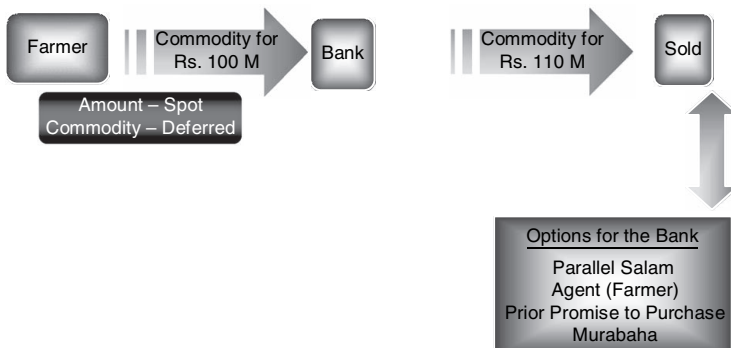 Farmer
Commodity for
Rs. 100 M
Bank
Commodity for
Rs. 110 M
Sold
Amount – Spot
Commodity – Deferred
Options for the Bank
Parallel Salam
Agent (Farmer)
Prior Promise to Purchase
Murabaha